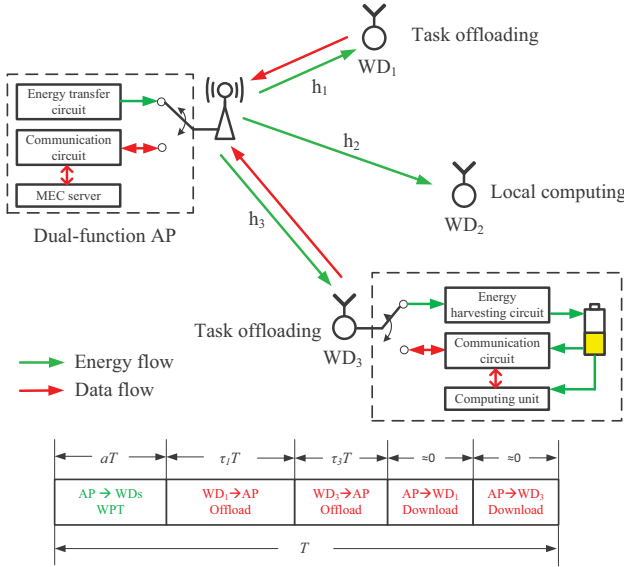 Task offloading
WD1
h1
Energy transfer
circuit
Communication
circuit
MEC server
Dual-function AP
h2
Local computing
WD2
h3
Task offloading
WD3
Energy
harvesting circuit
Communication
circuit
Computing unit
Energy flow
Data flow
aT
τ1T
τ3T
≈0
≈0
AP → WDs
WPT
WD1→AP
Offload
WD3→AP
Offload
AP→WD1
Download
AP→WD3
Download
T